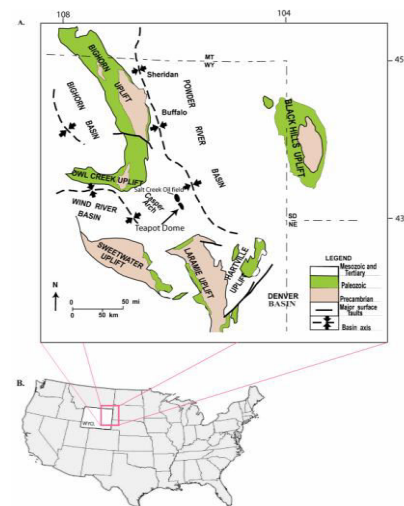 A.
108
104
45
43
MT
WY
SD
NE
BIGHORN
UPLIFT
Sheridan
BIGHORN
BASIN
Buffalo
POWDER
RIVER
BASIN
BLACK HILLS UPLIFT
OWL CREEK UPLIFT
Salt Creek Oil field
WIND RIVER
BASIN
Casper
Arch
Teapot Dome
SWEETWATER
UPLIFT
LARAMIE UPLIFT
HARTVILLE
UPLIFT
DENVER
BASIN
N
50 mi
50 km
LEGEND
Mesozoic and
Tertiary
Paleozoic
Precambrian
Major surface
faults
Basin axis
B.
WYO.